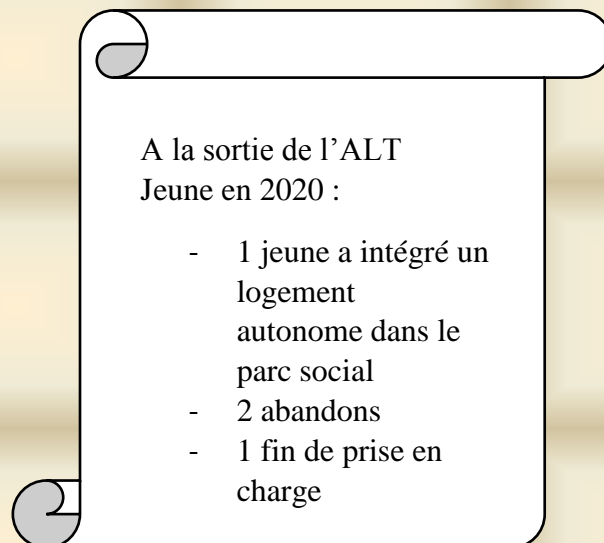 A la sortie de l’ALT
Jeune en 2020 :
- 1 jeune a intégré un
logement
autonome dans le
parc social
- 2 abandons
- 1 fin de prise en
charge